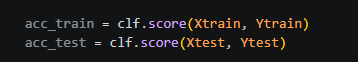 acc_train = clf.score(Xtrain, Ytrain)
acc_test = clf.score(Xtest, Ytest)